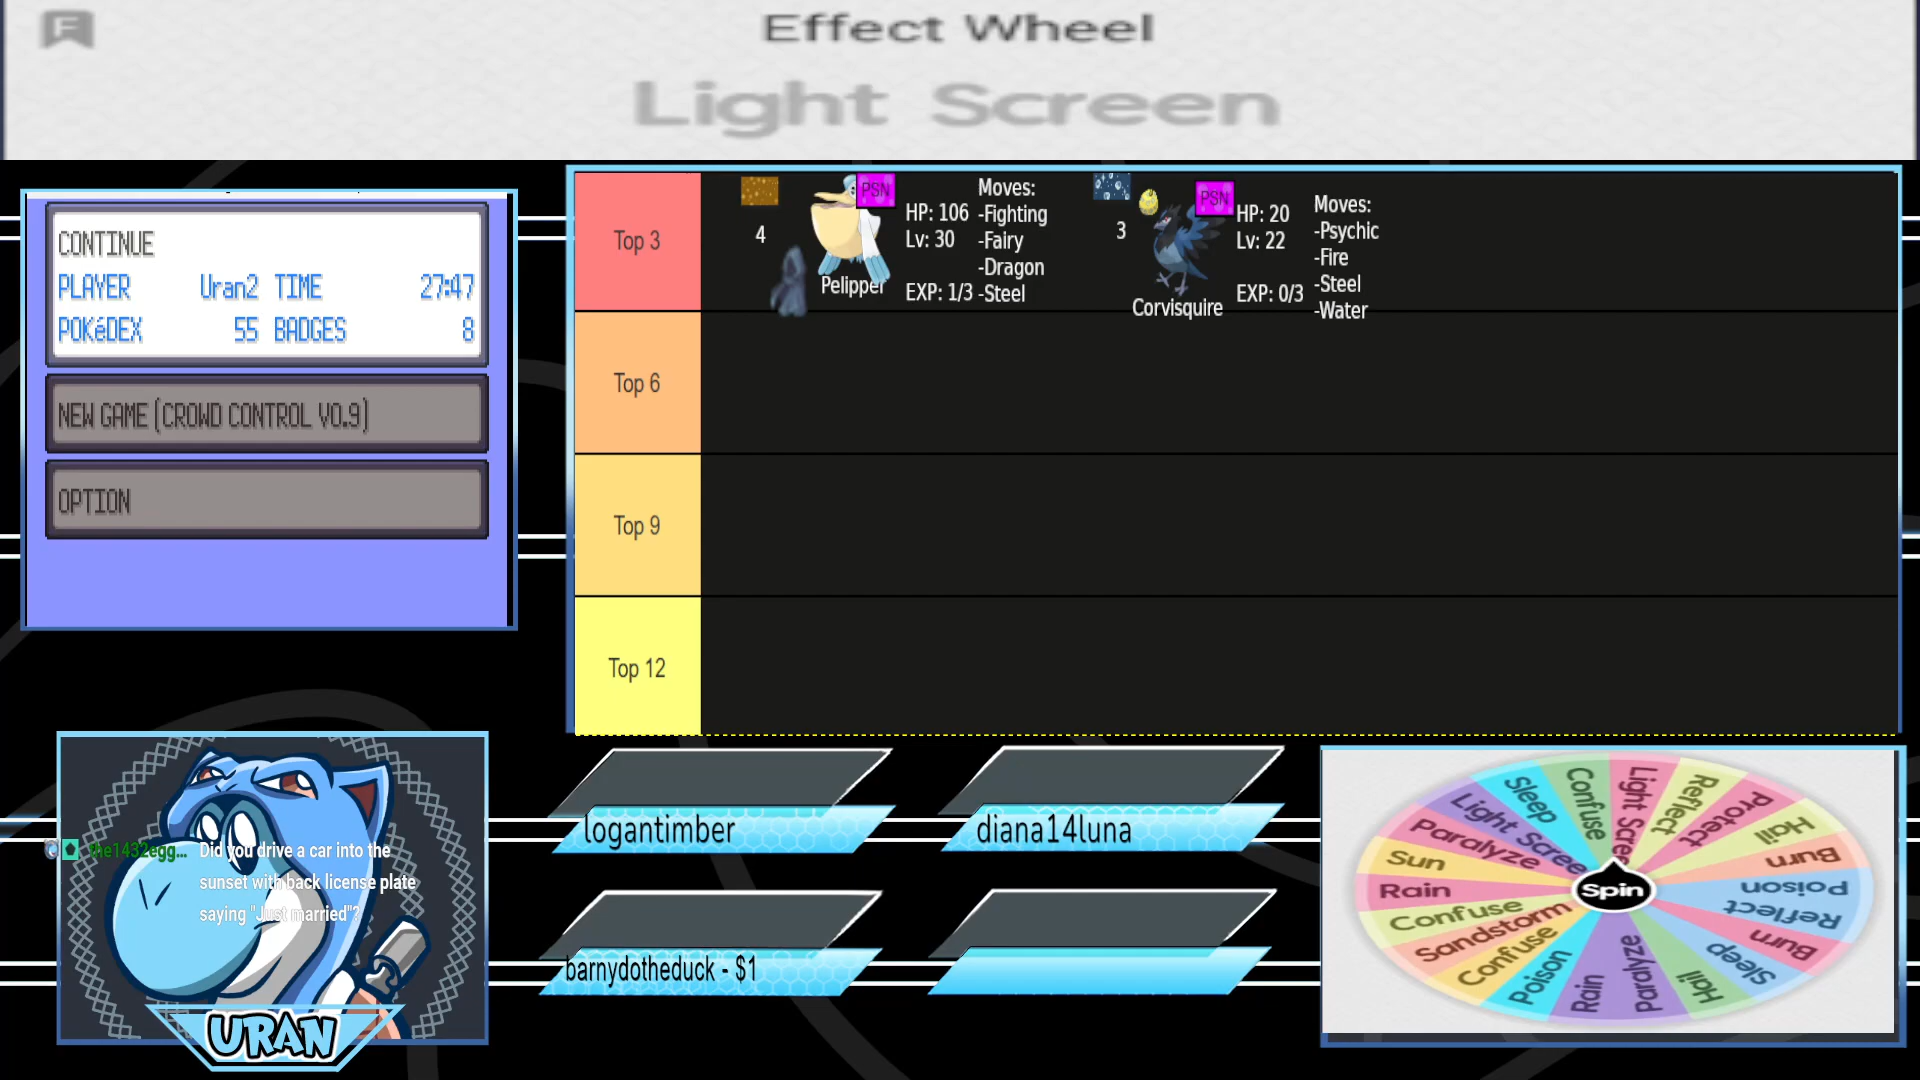 F
Effect Wheel
Light Screen
CONTINUE
PLAYER Uran2 TIME 27:47
POKéDEX 55 BADGES 8
NEW GAME (CROWD CONTROL V0.9)
OPTION
Top 3
4
PSN
Pelipper
HP: 106
Lv: 30
EXP: 1/3
Moves:
-Fighting
-Fairy
-Dragon
-Steel
3
PSN
Corvisquire
HP: 20
Lv: 22
EXP: 0/3
Moves:
-Psychic
-Fire
-Steel
-Water
Top 6
Top 9
Top 12
the1432egg... Did you drive a car into the
sunset with back license plate
saying "Just married"?
URAN
logantimber
diana14luna
barnydotheduck - $1
Spin
Light Scree
Reflect
Protect
Hail
Burn
Poison
Reflect
Burn
Sleep
Hail
Paralyze
Rain
Poison
Confuse
Sandstorm
Confuse
Rain
Sun
Paralyze
Light Scree
Sleep
Confuse